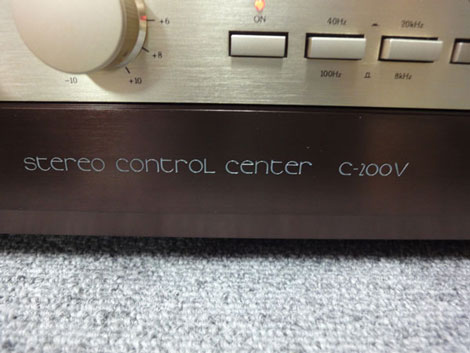 +6
+8
-10
+10
ON
40Hz
20kHz
100Hz
8kHz
stereo control center C-200V